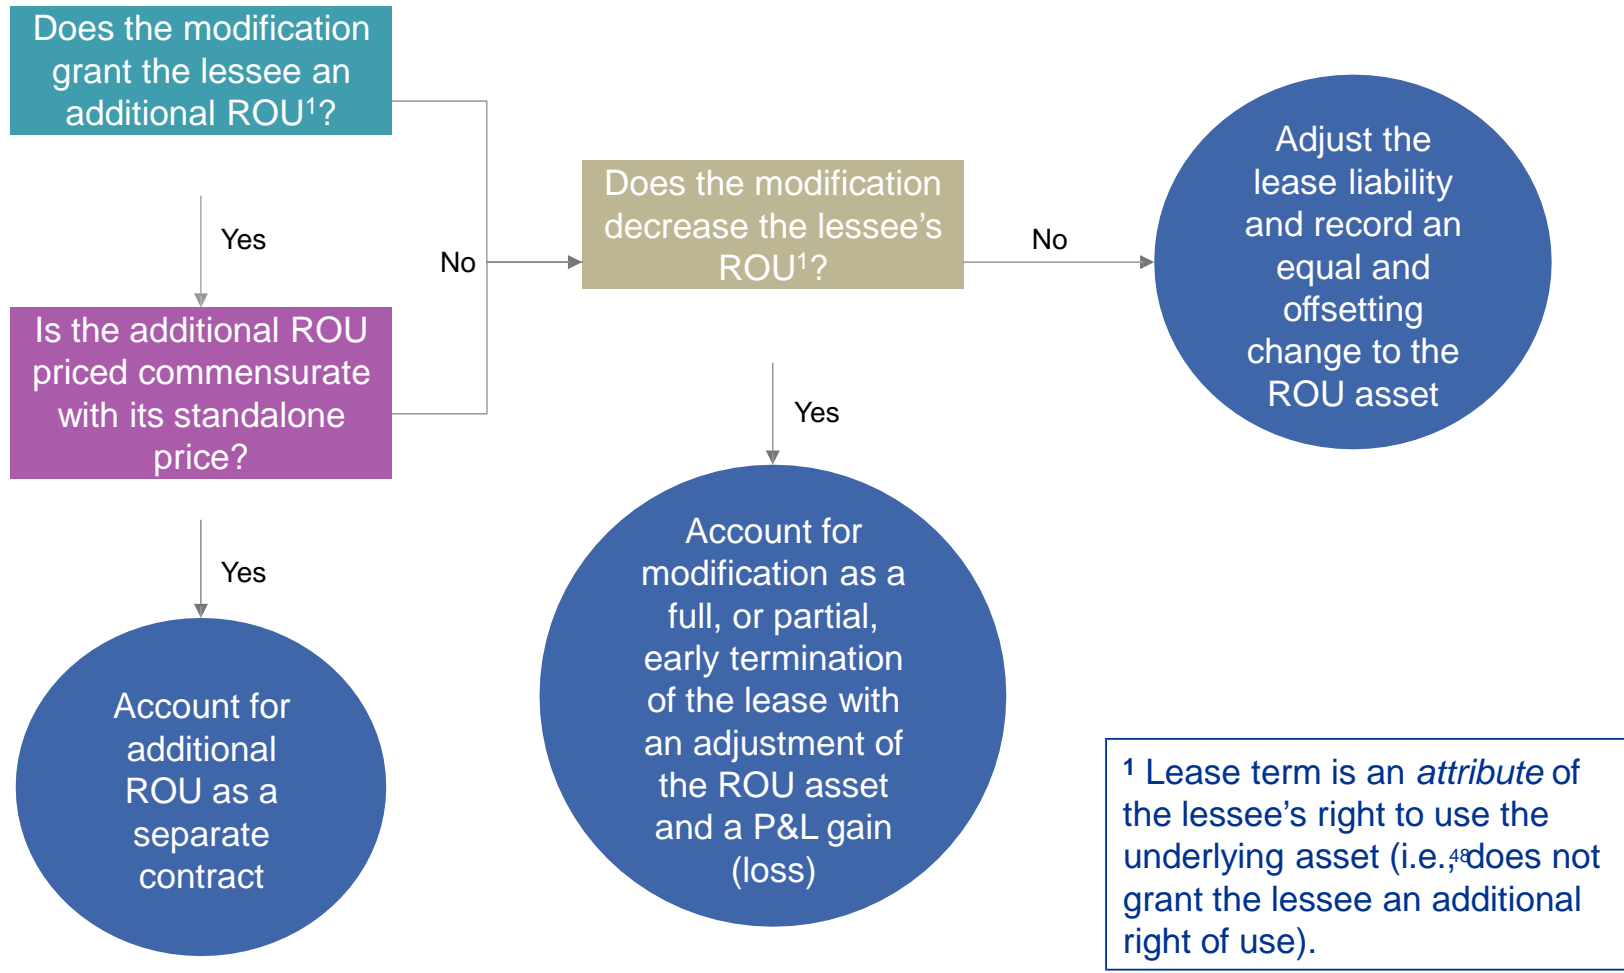 Does the modification
grant the lessee an
additional ROU¹?
Yes
No
Is the additional ROU
priced commensurate
with its standalone
price?
Yes
Account for
additional
ROU as a
separate
contract
Does the modification
decrease the lessee’s
ROU¹?
No
Yes
Account for
modification as a
full, or partial,
early termination
of the lease with
an adjustment of
the ROU asset
and a P&L gain
(loss)
Adjust the
lease liability
and record an
equal and
offsetting
change to the
ROU asset
¹ Lease term is an attribute of
the lessee’s right to use the
underlying asset (i.e., does not
48
grant the lessee an additional
right of use).